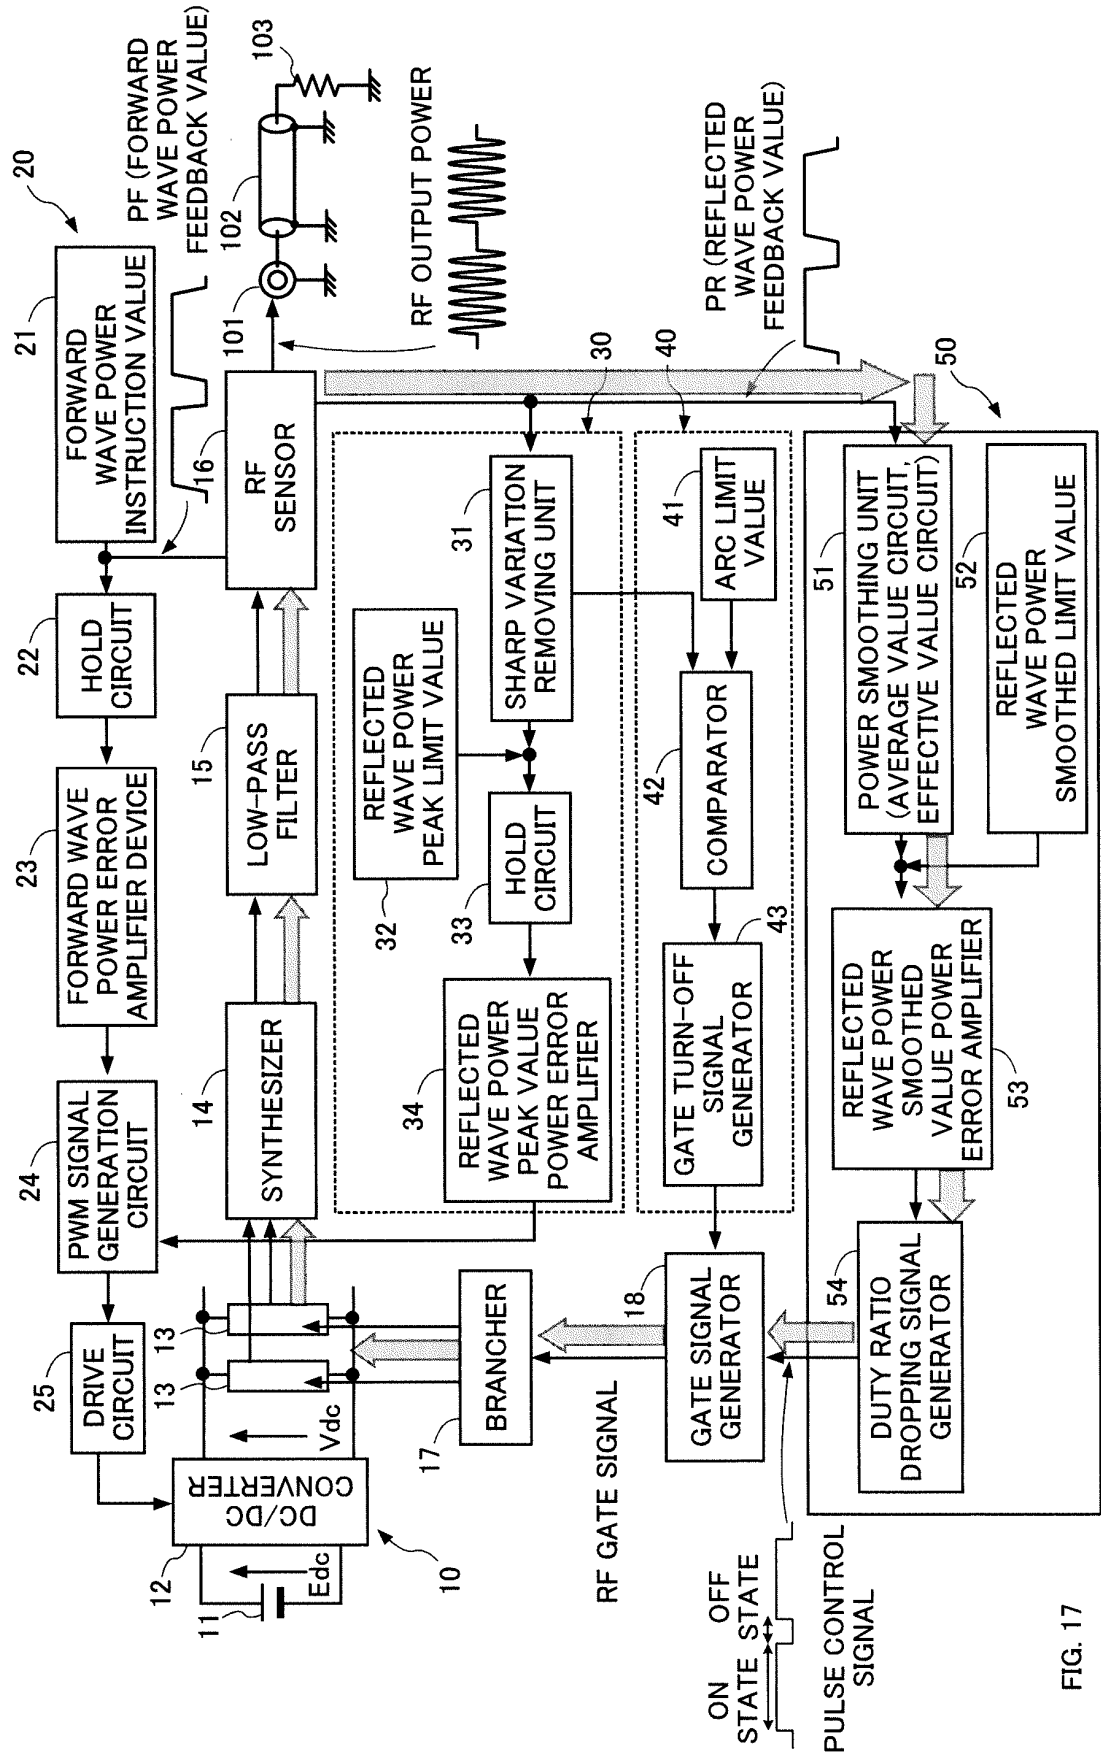 20
21
FORWARD
WAVE POWER
INSTRUCTION VALUE
PF (FORWARD
WAVE POWER
FEEDBACK VALUE)
22
HOLD
CIRCUIT
23
FORWARD WAVE
POWER ERROR
AMPLIFIER DEVICE
24
PWM SIGNAL
GENERATION
CIRCUIT
25
DRIVE
CIRCUIT
11
Edc
10
12
DC/DC
CONVERTER
Vdc
13
13
14
SYNTHESIZER
15
LOW-PASS
FILTER
16
RF
SENSOR
101
102
103
RF OUTPUT POWER
30
31
SHARP VARIATION
REMOVING UNIT
32
REFLECTED
WAVE POWER
PEAK LIMIT VALUE
33
HOLD
CIRCUIT
34
REFLECTED
WAVE POWER
PEAK VALUE
POWER ERROR
AMPLIFIER
40
41
ARC LIMIT
VALUE
42
COMPARATOR
43
GATE TURN-OFF
SIGNAL
GENERATOR
PR (REFLECTED
WAVE POWER
FEEDBACK VALUE)
17
BRANCHER
RF GATE SIGNAL
18
GATE SIGNAL
GENERATOR
50
51
POWER SMOOTHING UNIT
(AVERAGE VALUE CIRCUIT,
EFFECTIVE VALUE CIRCUIT)
52
REFLECTED
WAVE POWER
SMOOTHED LIMIT VALUE
53
REFLECTED
WAVE POWER
SMOOTHED
VALUE POWER
ERROR AMPLIFIER
54
DUTY RATIO
DROPPING SIGNAL
GENERATOR
ON
STATE
OFF
STATE
PULSE CONTROL
SIGNAL
FIG. 17